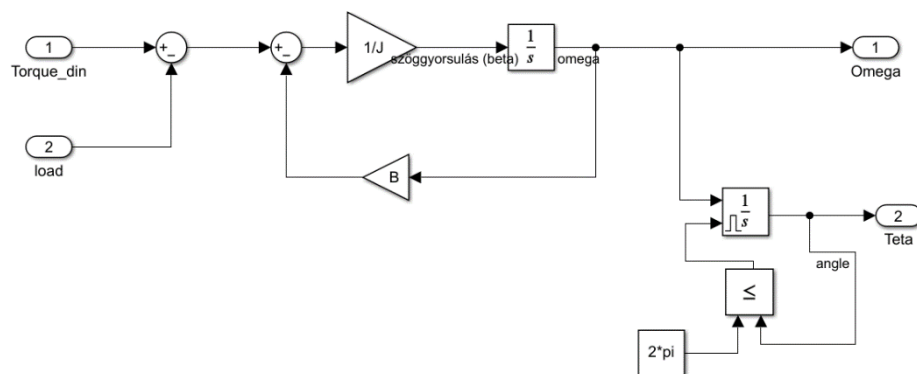 1
Torque_din
2
load
+
−
+
−
1/J
szöggyorsulás (beta)
1
s
omega
B
1
Omega
1
s
2
Teta
angle
≤
2*pi